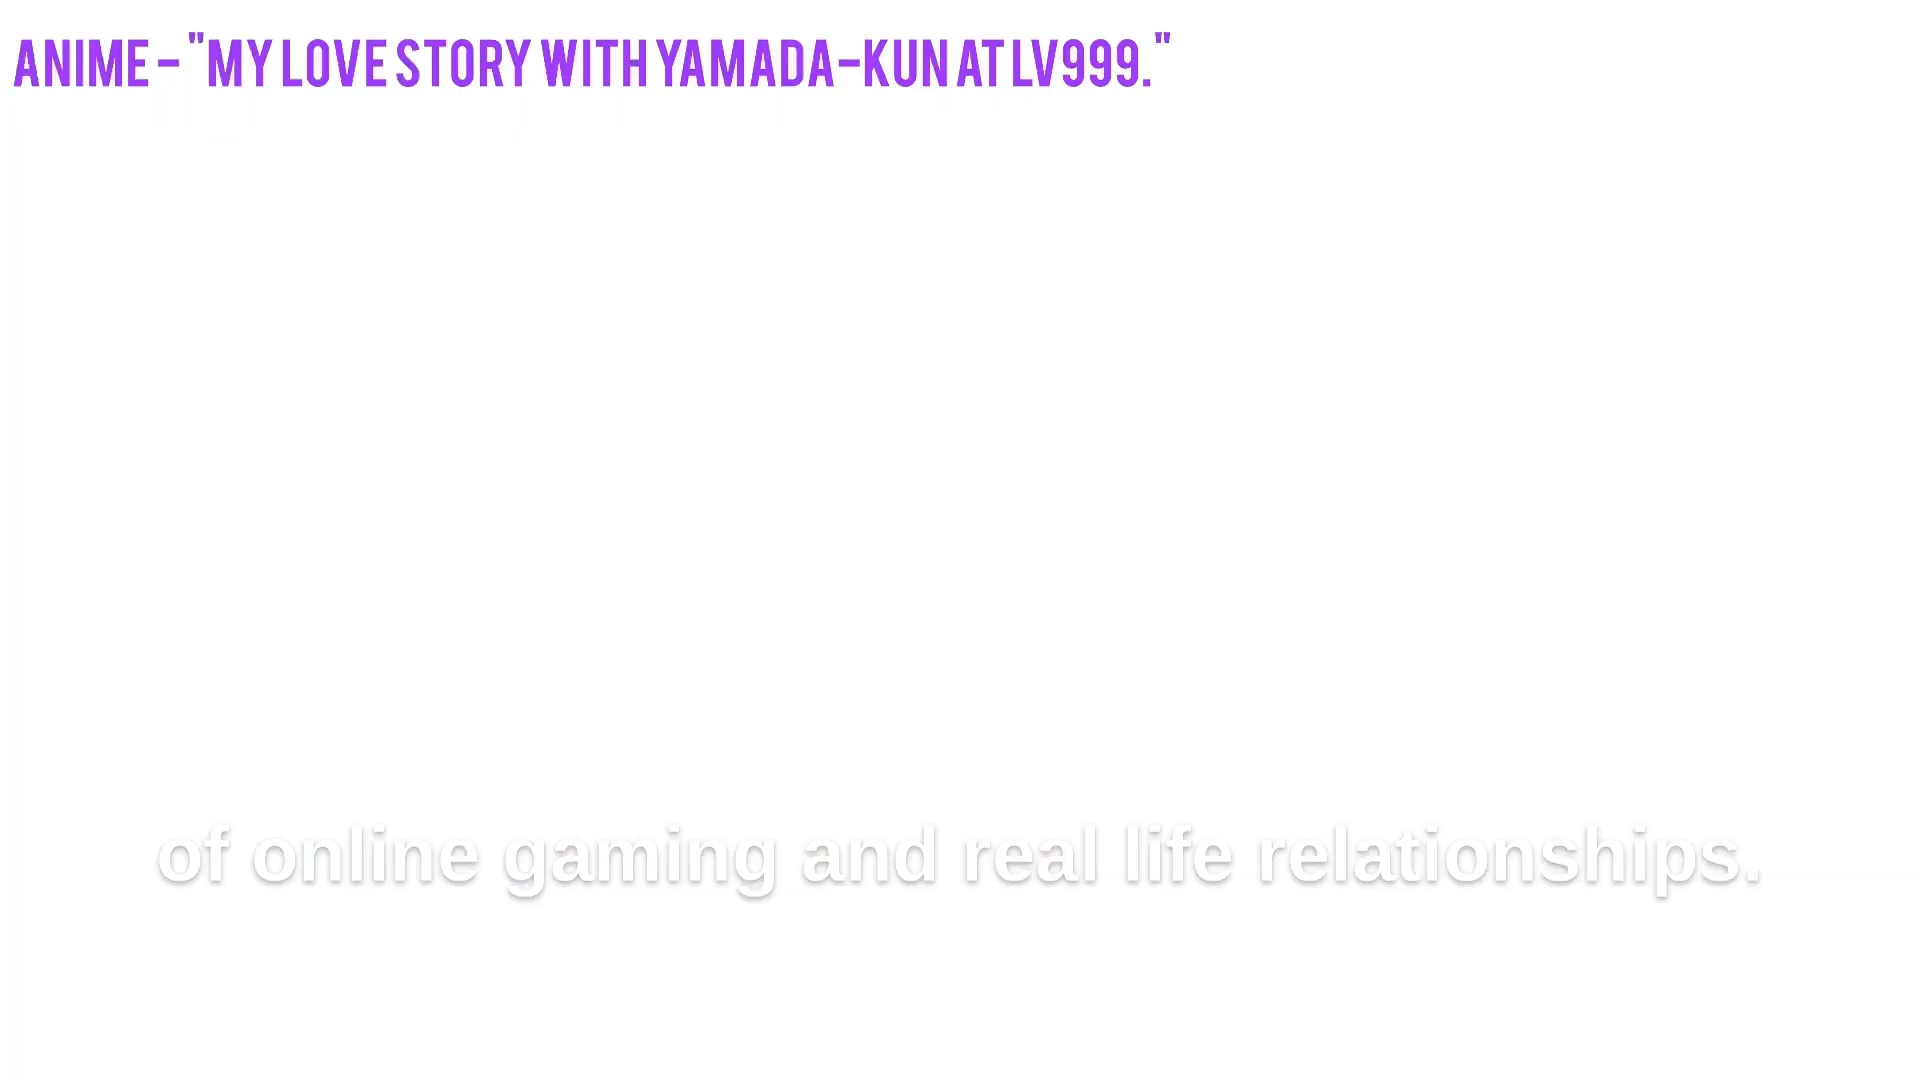 ANIME - "MY LOVE STORY WITH YAMADA-KUN AT LV999."
of online gaming and real life relationships.